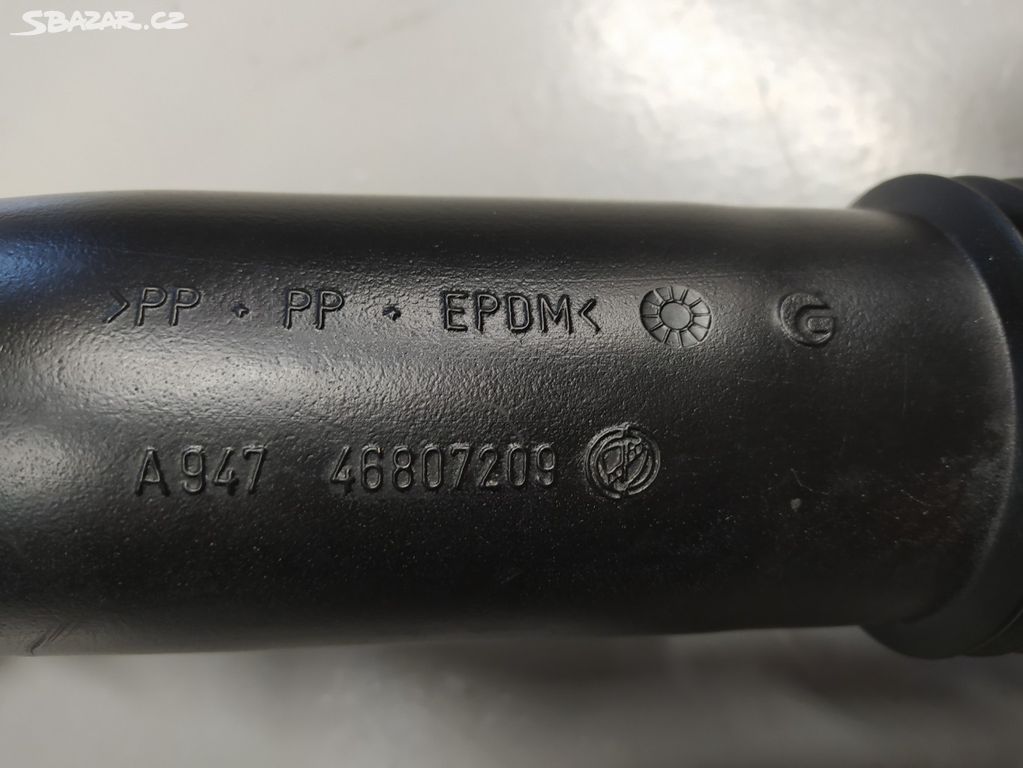 SBAZAR.CZ
>PP + PP + EPDM< G
A947 46807209